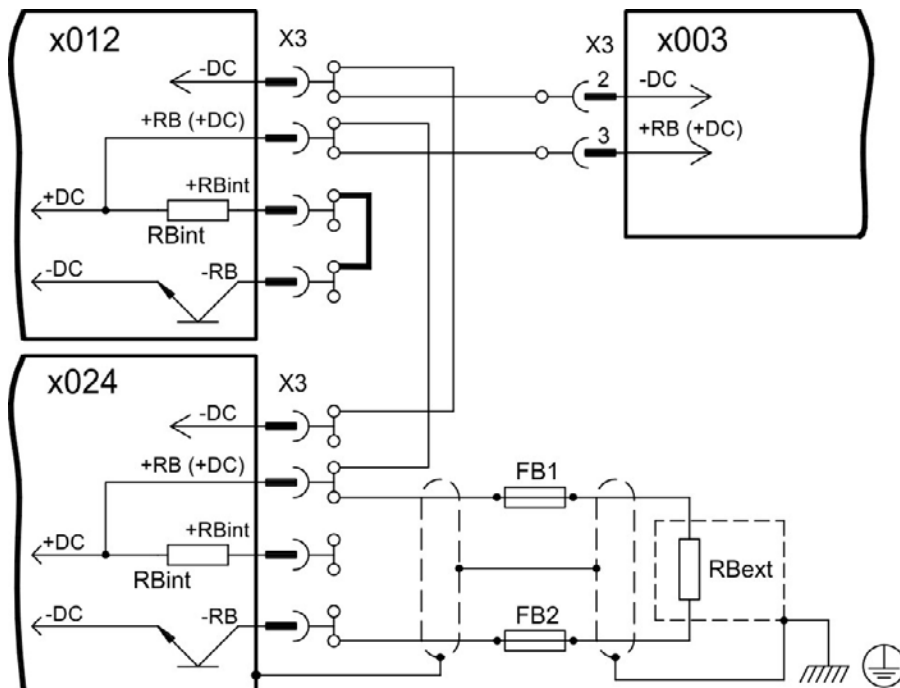 x012
X3
-DC
+RB (+DC)
+DC
+RBint
RBint
-DC
-RB
X3
x003
2
-DC
3
+RB (+DC)
x024
X3
-DC
+RB (+DC)
+DC
+RBint
RBint
-DC
-RB
FB1
RBext
FB2